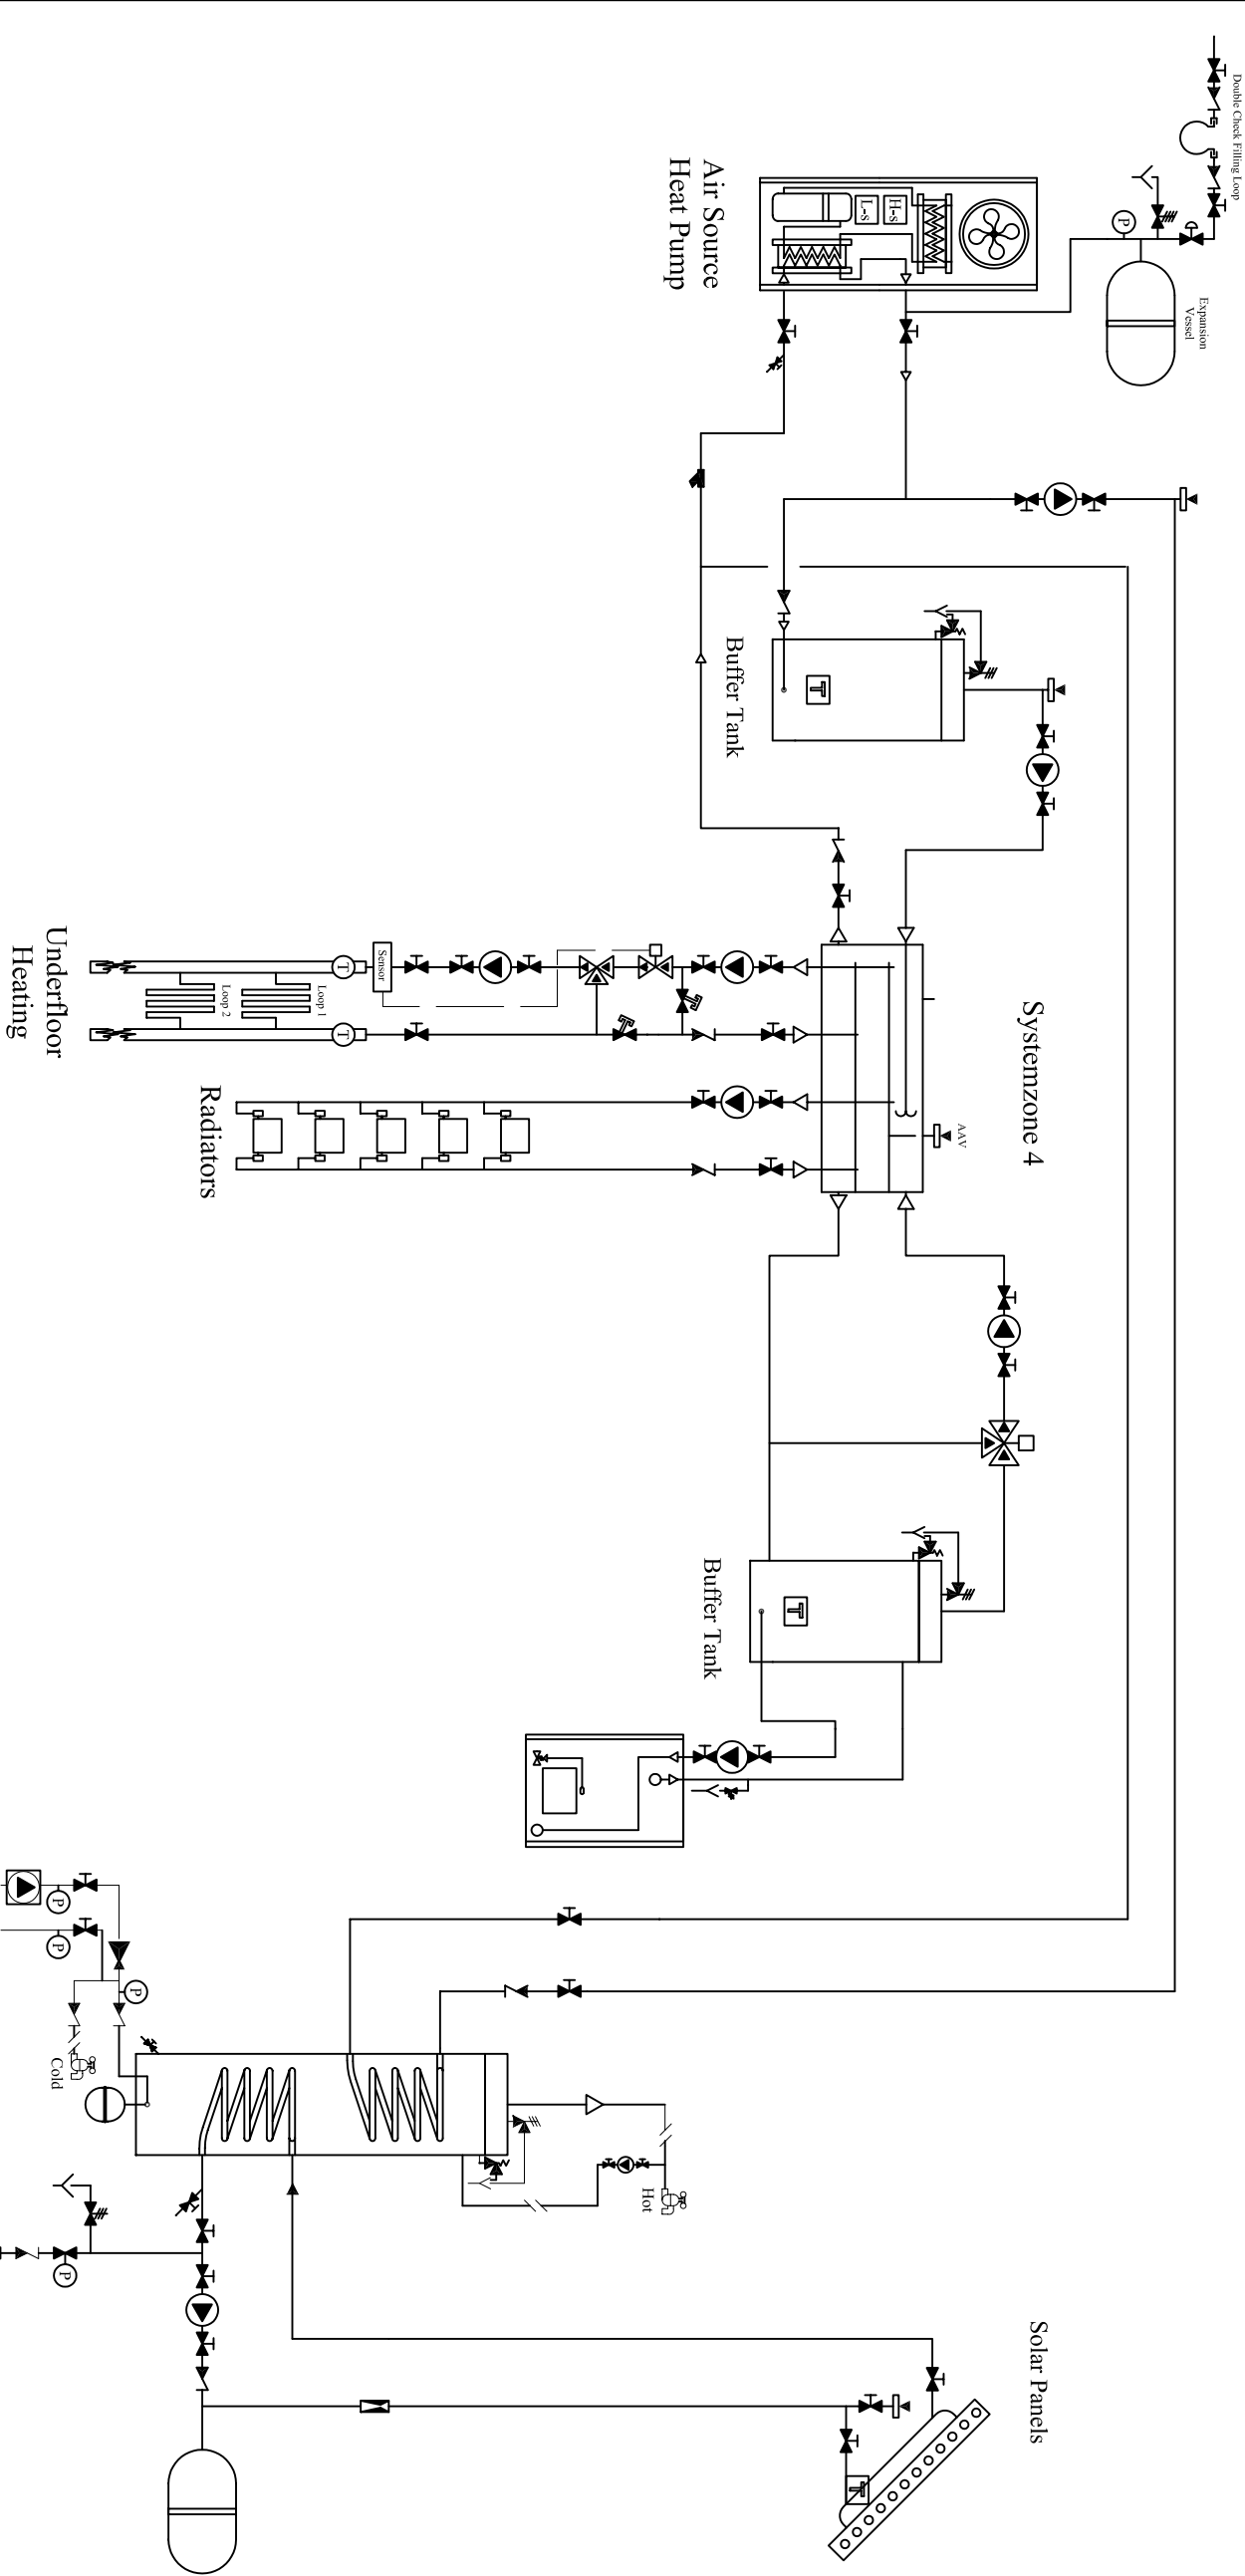 Double Check Filling Loop
P
Expansion
Vessel
H-s
L-s
Air Source
Heat Pump
T
Buffer Tank
Systemzone 4
AAV
Sensor
T
T
Loop 1
Loop 2
Underfloor
Heating
Radiators
T
Buffer Tank
P
P
P
Cold
Hot
P
Solar Panels
T